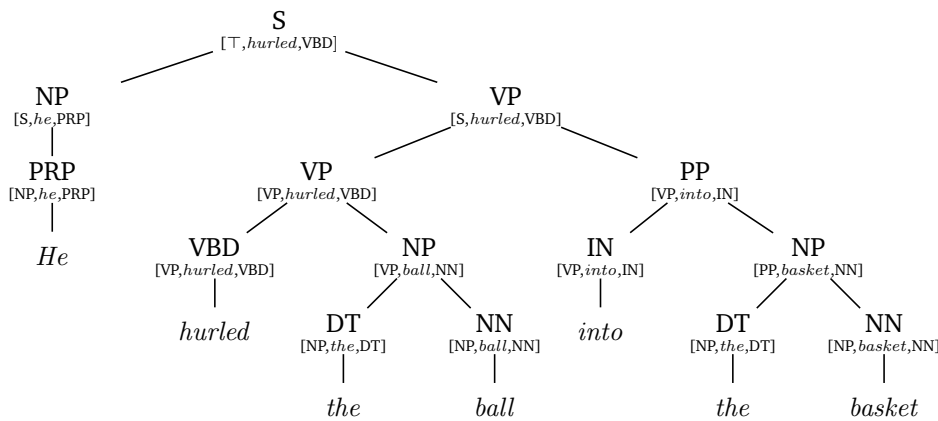 S
[⊤,hurled,VBD]
NP VP
[S,he,PRP] [S,hurled,VBD]
PRP VP PP
[NP,he,PRP] [VP,hurled,VBD] [VP,into,IN]
He VBD NP IN NP
[VP,hurled,VBD] [VP,ball,NN] [VP,into,IN] [PP,basket,NN]
hurled DT NN into DT NN
[NP,the,DT] [NP,ball,NN] [NP,the,DT] [NP,basket,NN]
the ball the basket